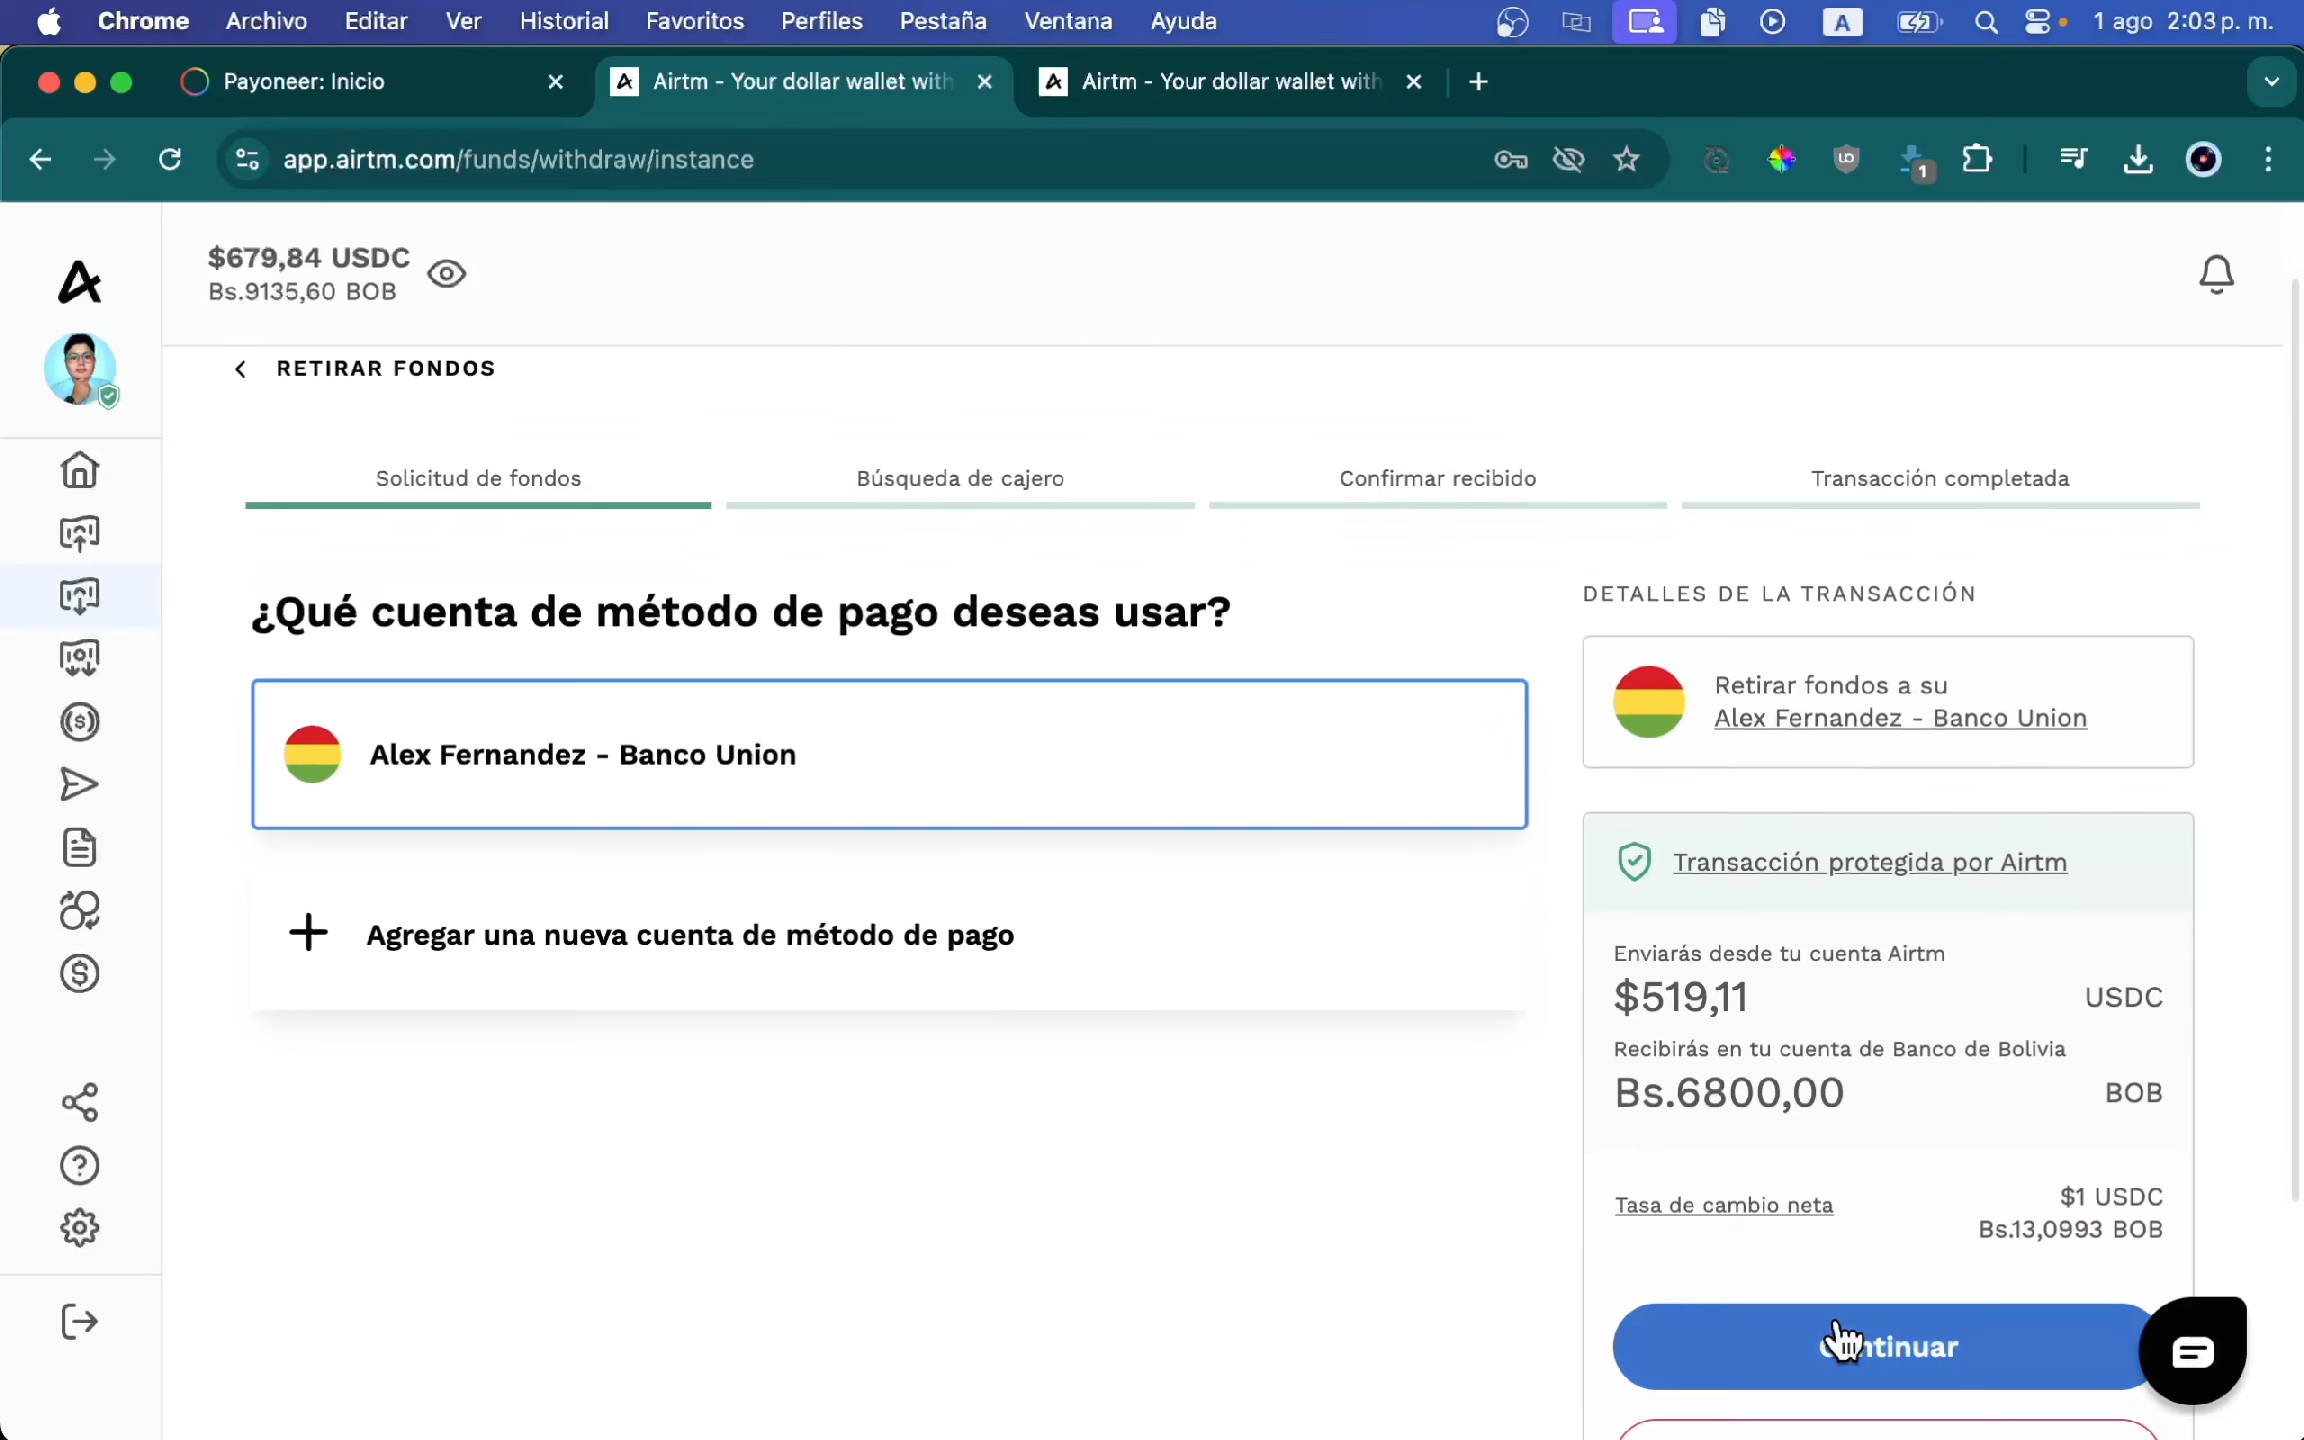 Chrome Archivo Editar Ver Historial Favoritos Perfiles Pestaña Ventana Ayuda A 1 ago 2:03 p. m.
Payoneer: Inicio
Airtm - Your dollar wallet with
Airtm - Your dollar wallet with
app.airtm.com/funds/withdraw/instance
1
$679,84 USDC
Bs.9135,60 BOB
RETIRAR FONDOS
Solicitud de fondos
Búsqueda de cajero
Confirmar recibido
Transacción completada
¿Qué cuenta de método de pago deseas usar?
Alex Fernandez - Banco Union
Agregar una nueva cuenta de método de pago
DETALLES DE LA TRANSACCIÓN
Retirar fondos a su
Alex Fernandez - Banco Union
Transacción protegida por Airtm
Enviarás desde tu cuenta Airtm
$519,11 USDC
Recibirás en tu cuenta de Banco de Bolivia
Bs.6800,00 BOB
Tasa de cambio neta
$1 USDC
Bs.13,0993 BOB
Continuar